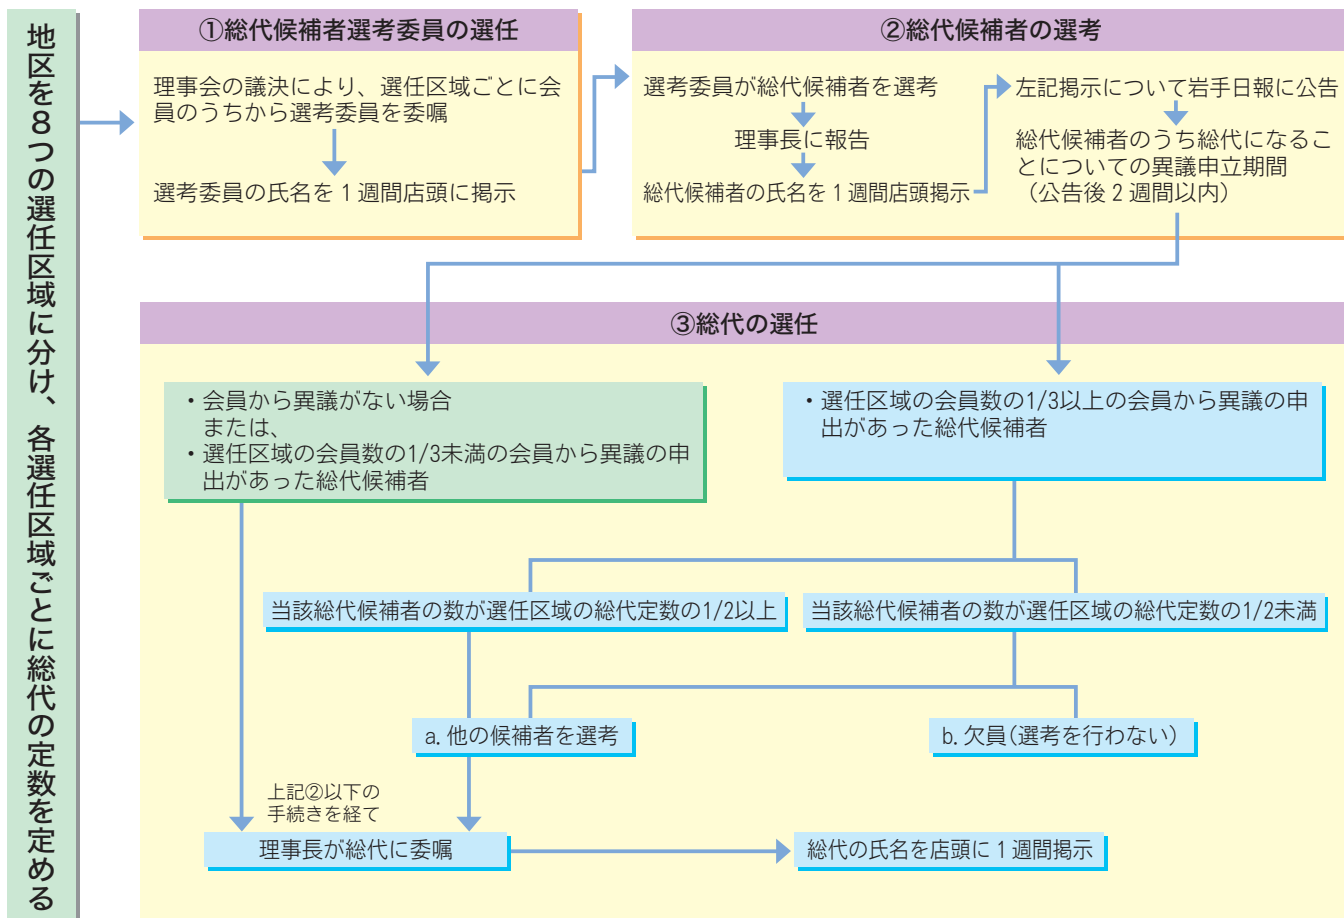 地区を８つの選任区域に分け、各選任区域ごとに総代の定数を定める
①総代候補者選考委員の選任
理事会の議決により、選任区域ごとに会
員のうちから選考委員を委嘱
選考委員の氏名を１週間店頭に掲示
②総代候補者の選考
選考委員が総代候補者を選考
理事長に報告
総代候補者の氏名を１週間店頭掲示
左記掲示について岩手日報に公告
総代候補者のうち総代になるこ
とについての異議申立期間
（公告後２週間以内）
③総代の選任
・会員から異議がない場合
または、
・選任区域の会員数の1/3未満の会員から異議の申
出があった総代候補者
・選任区域の会員数の1/3以上の会員から異議の申
出があった総代候補者
当該総代候補者の数が選任区域の総代定数の1/2以上
当該総代候補者の数が選任区域の総代定数の1/2未満
a. 他の候補者を選考
b. 欠員（選考を行わない）
上記②以下の
手続きを経て
理事長が総代に委嘱
総代の氏名を店頭に１週間掲示